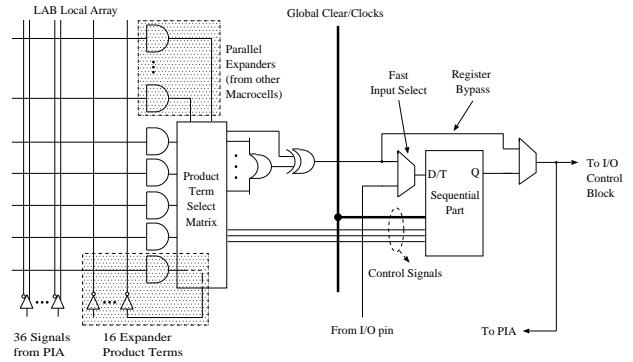 LAB Local Array
Global Clear/Clocks
Parallel
Expanders
(from other
Macrocells)
Fast
Input Select
Register
Bypass
Product
Term
Select
Matrix
D/T
Q
Sequential
Part
To I/O
Control
Block
Control Signals
36 Signals
from PIA
16 Expander
Product Terms
From I/O pin
To PIA